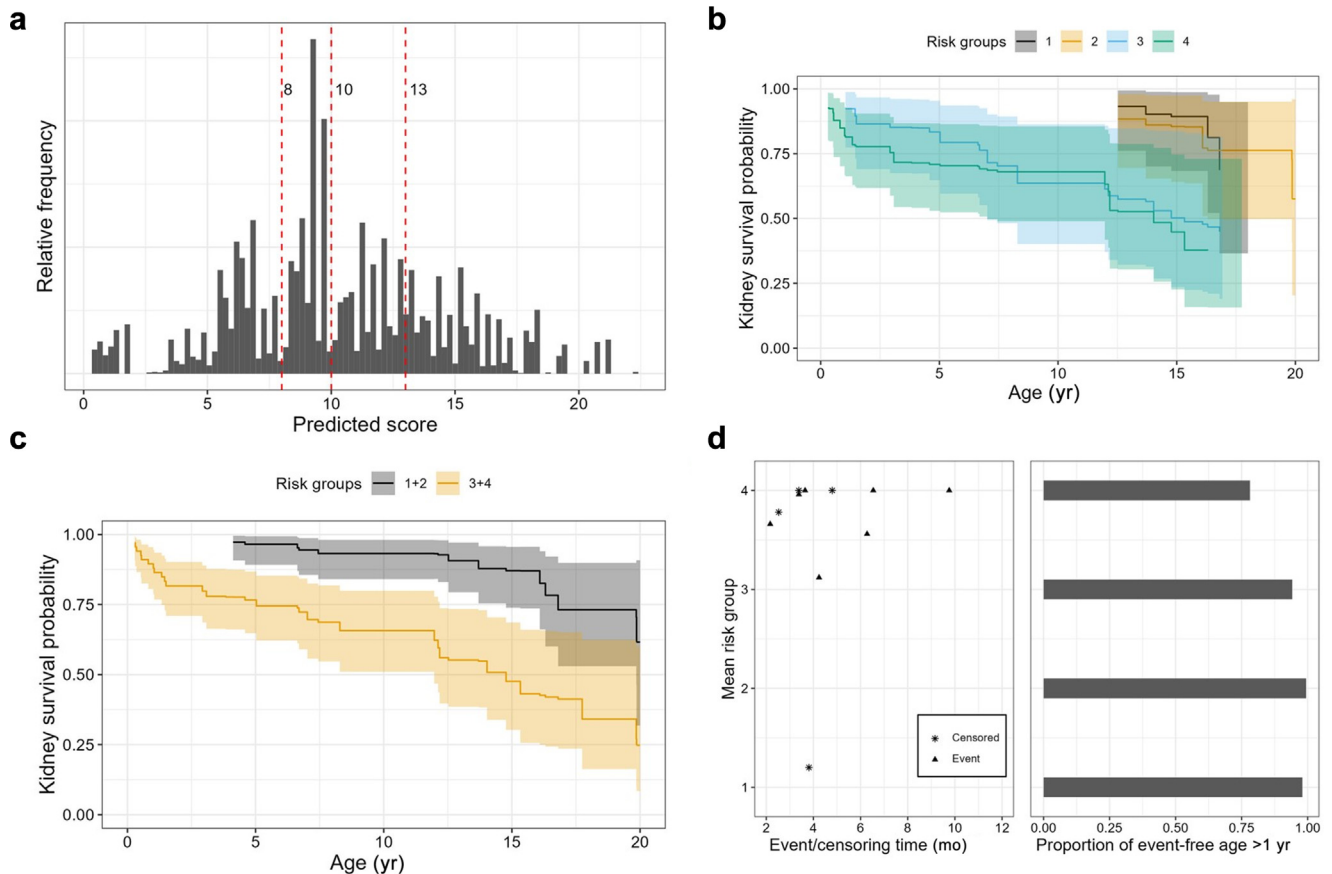 a
8
10
13
Relative frequency
0
5
10
15
20
Predicted score
b
Risk groups 1 2 3 4
Kidney survival probability
1.00
0.75
0.50
0.25
0.00
0
5
10
15
20
Age (yr)
c
Risk groups 1+2 3+4
Kidney survival probability
1.00
0.75
0.50
0.25
0.00
0
5
10
15
20
Age (yr)
d
Mean risk group
4
3
2
1
Censored
Event
2
4
6
8
10
12
Event/censoring time (mo)
0.00
0.25
0.50
0.75
1.00
Proportion of event-free age >1 yr